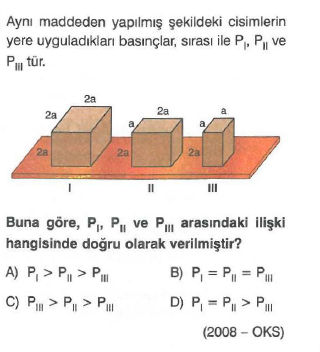 Aynı maddeden yapılmış şekildeki cisimlerin
yere uyguladıkları basınçlar, sırası ile P_I, P_II ve
P_III tür.
2a 2a 2a
2a a 2a a 2a a a
I II III
Buna göre, P_I, P_II ve P_III arasındaki ilişki
hangisinde doğru olarak verilmiştir?
A) P_I > P_II > P_III B) P_I = P_II = P_III
C) P_III > P_II > P_I D) P_I = P_II > P_III
(2008 – OKS)